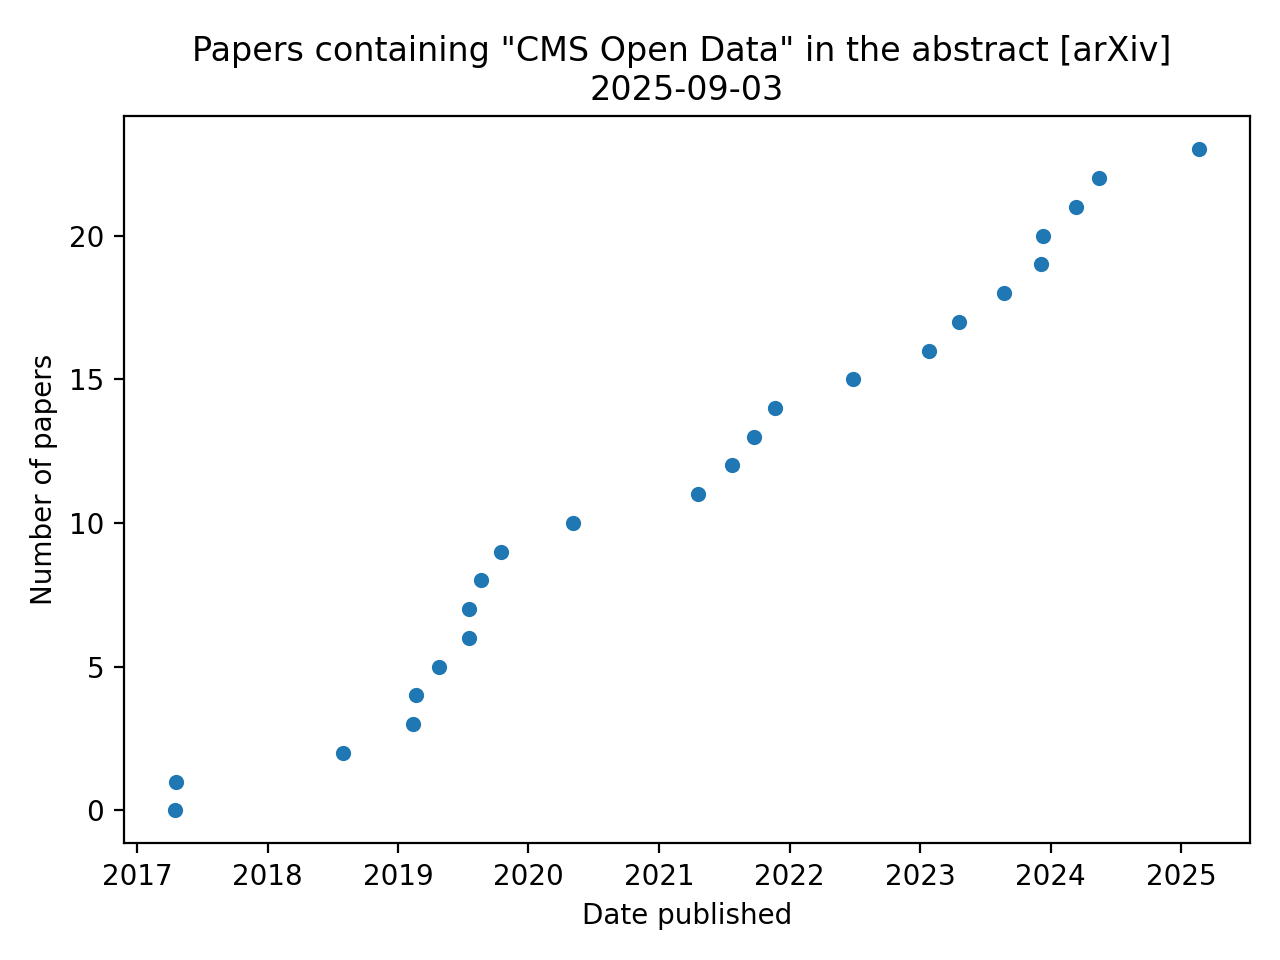 Papers containing "CMS Open Data" in the abstract [arXiv]
2025-09-03
Number of papers
20
15
10
5
0
2017 2018 2019 2020 2021 2022 2023 2024 2025
Date published